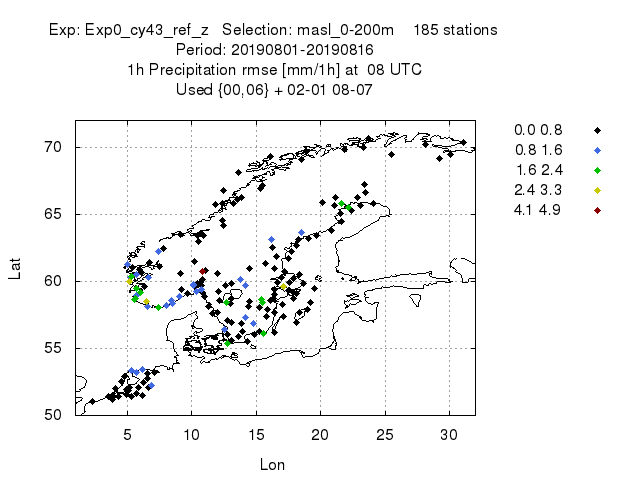 Exp: Exp0_cy43_ref_z Selection: masl_0-200m 185 stations
Period: 20190801-20190816
1h Precipitation rmse [mm/1h] at 08 UTC
Used {00,06} + 02-01 08-07
0.0 0.8
0.8 1.6
1.6 2.4
2.4 3.3
4.1 4.9
70
65
60
55
50
Lat
5 10 15 20 25 30
Lon